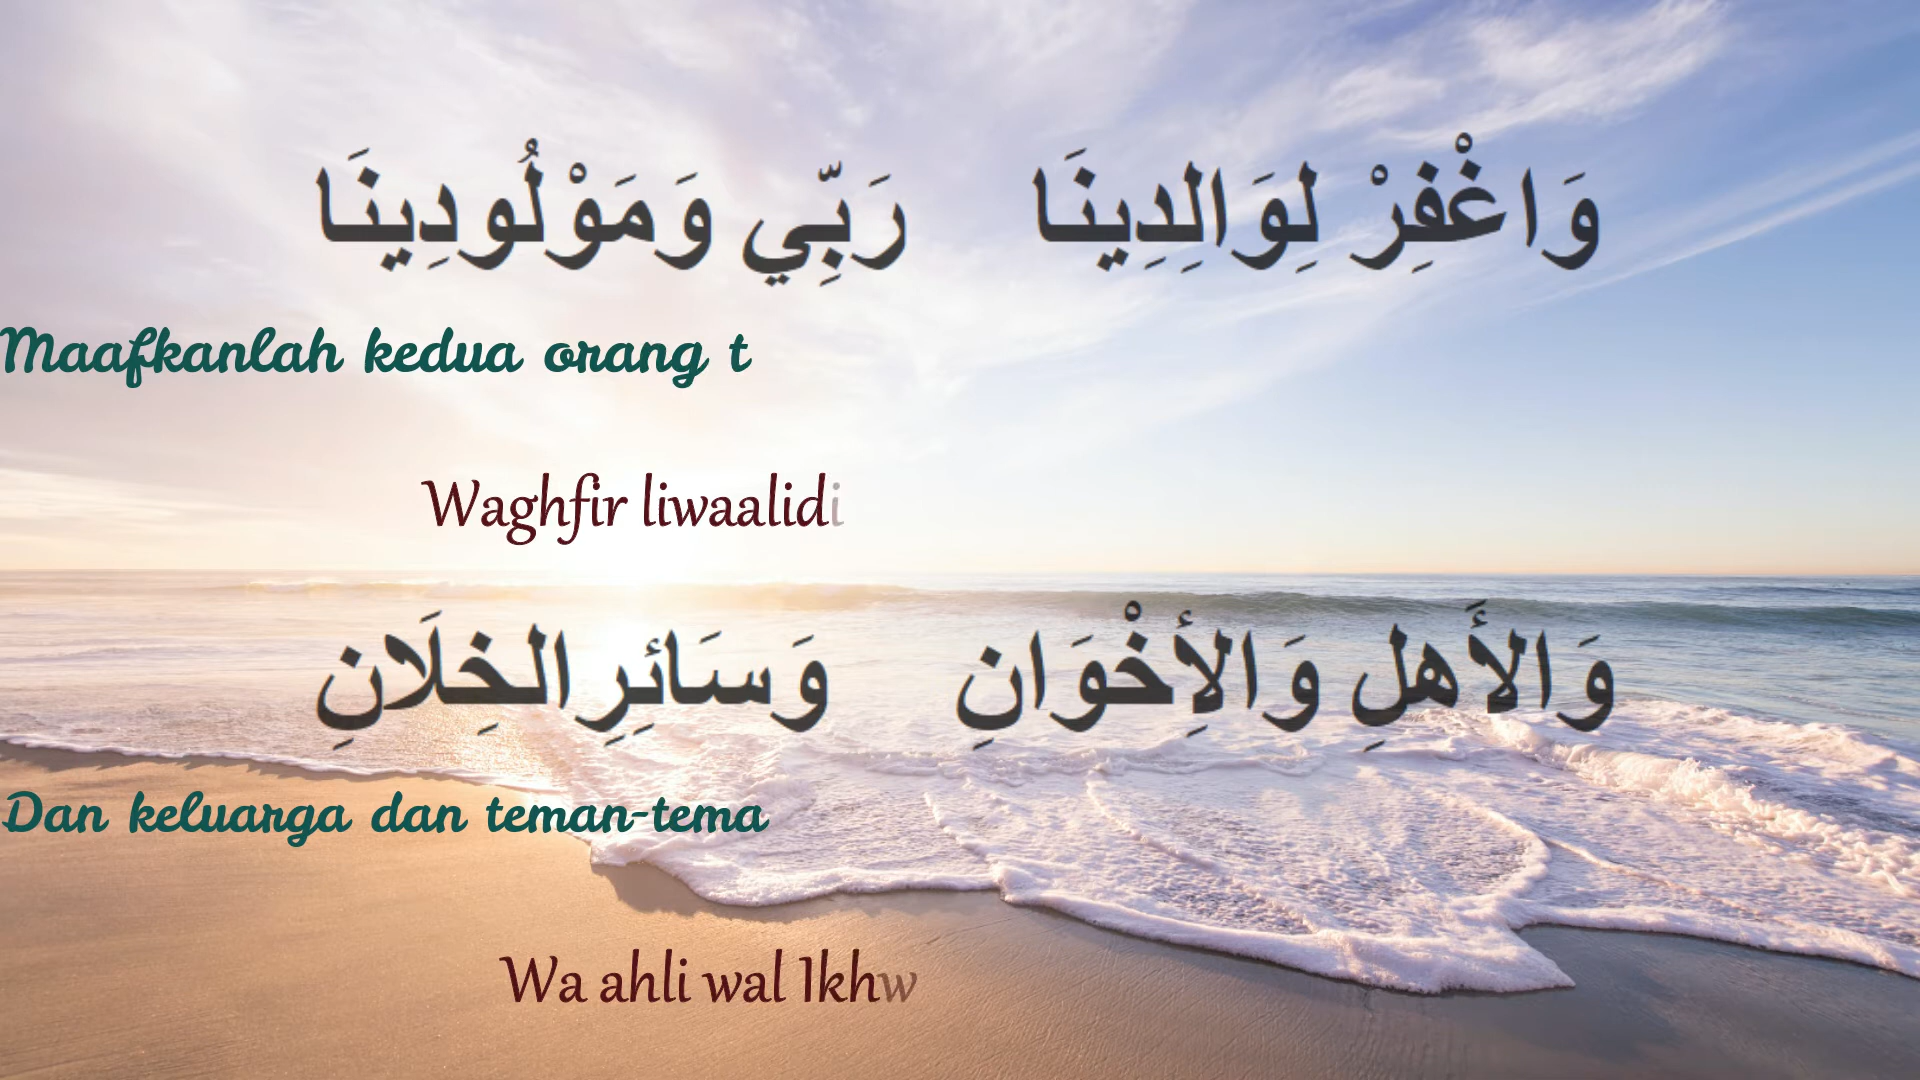 وَاغْفِرْ لِوَالِدِينَا رَبِّي وَمَوْلُودِينَا
Maafkanlah kedua orang t
Waghfir liwaalidi
وَالأَهلِ وَالأِخْوَانِ وَسَائِرِ الخِلَانِ
Dan keluarga dan teman-tema
Wa ahli wal Ikhw